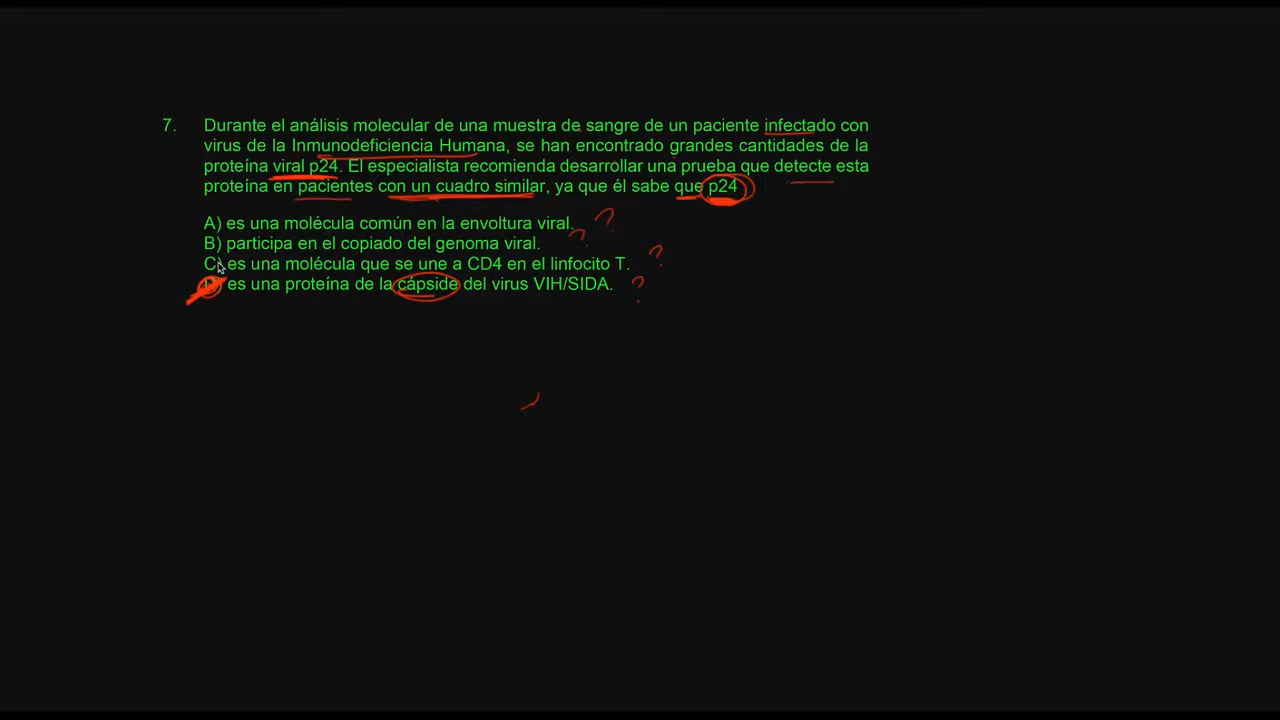 7. Durante el análisis molecular de una muestra de sangre de un paciente infectado con
virus de la Inmunodeficiencia Humana, se han encontrado grandes cantidades de la
proteína viral p24. El especialista recomienda desarrollar una prueba que detecte esta
proteína en pacientes con un cuadro similar, ya que él sabe que p24
A) es una molécula común en la envoltura viral. ?
B) participa en el copiado del genoma viral. ?
C) es una molécula que se une a CD4 en el linfocito T. ?
es una proteína de la cápside del virus VIH/SIDA. ?